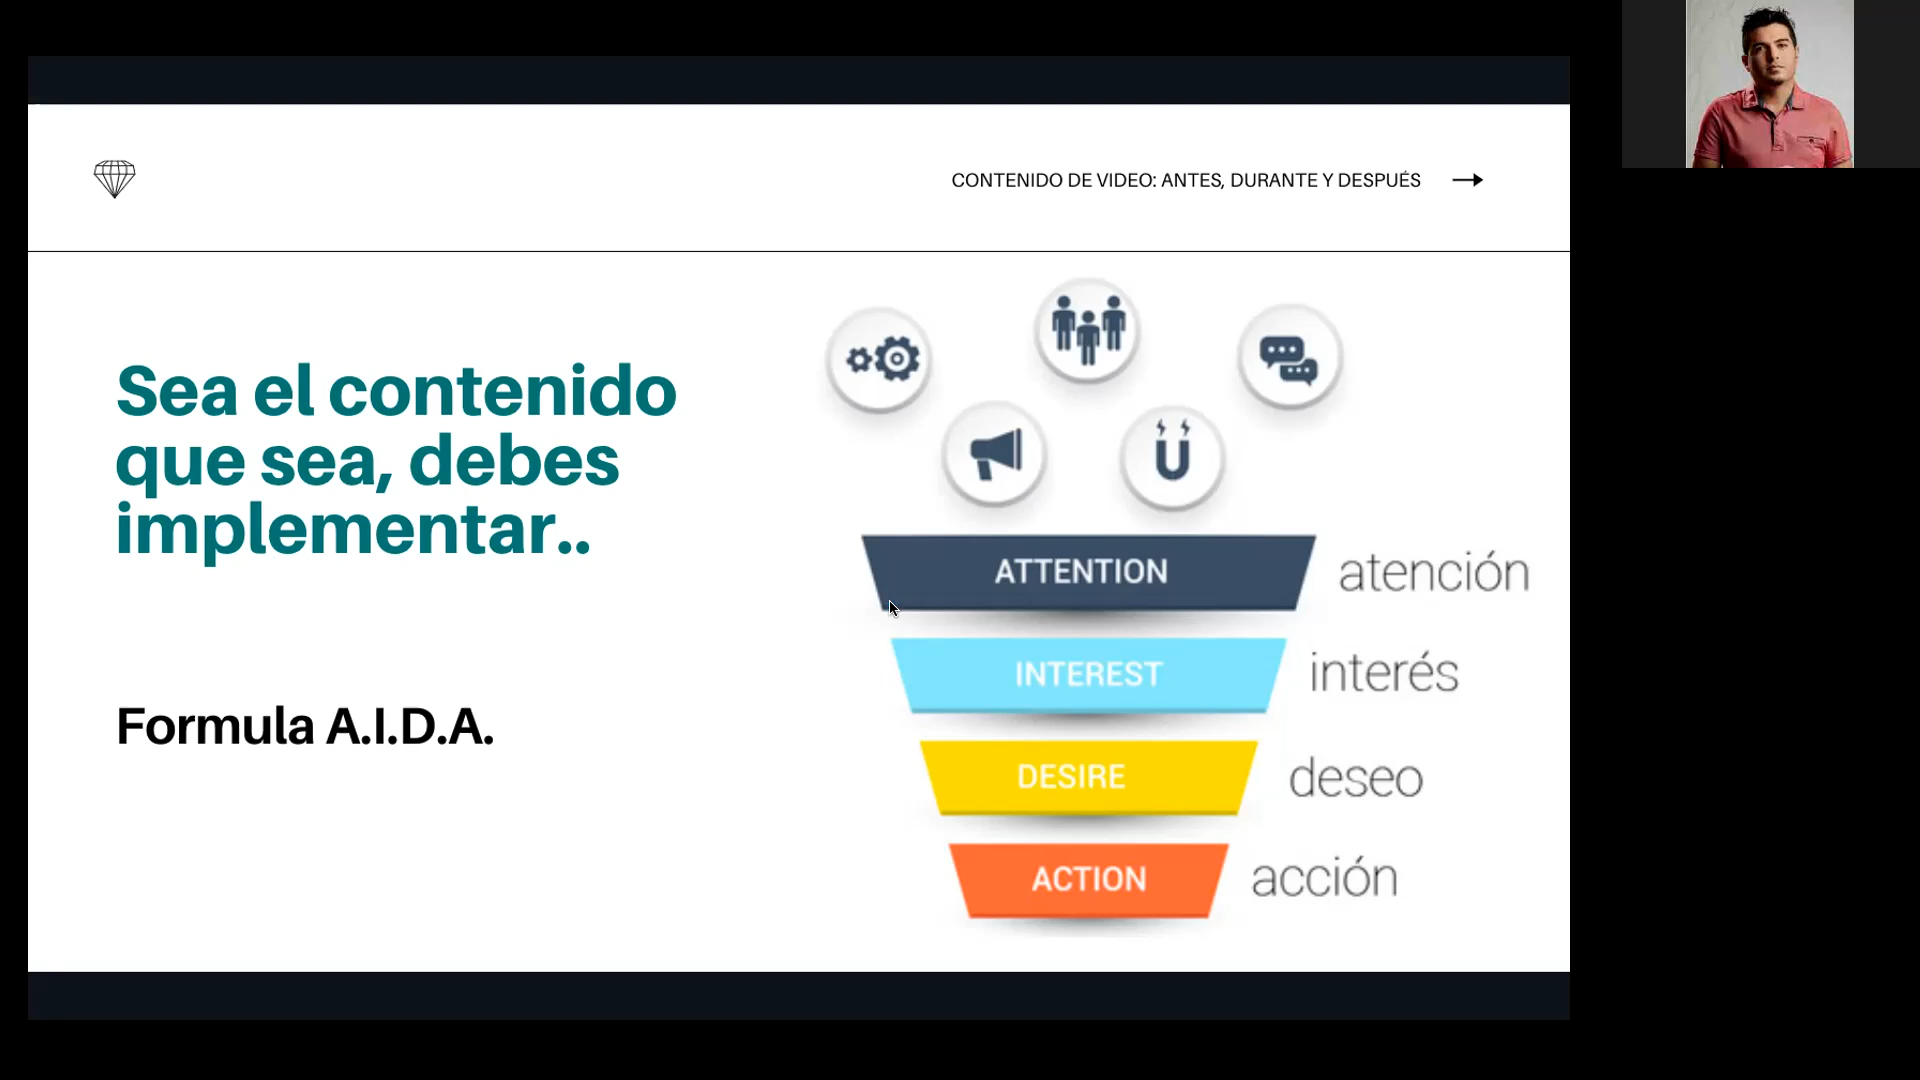 CONTENIDO DE VIDEO: ANTES, DURANTE Y DESPUÉS
Sea el contenido
que sea, debes
implementar..
Formula A.I.D.A.
ATTENTION atención
INTEREST interés
DESIRE deseo
ACTION acción